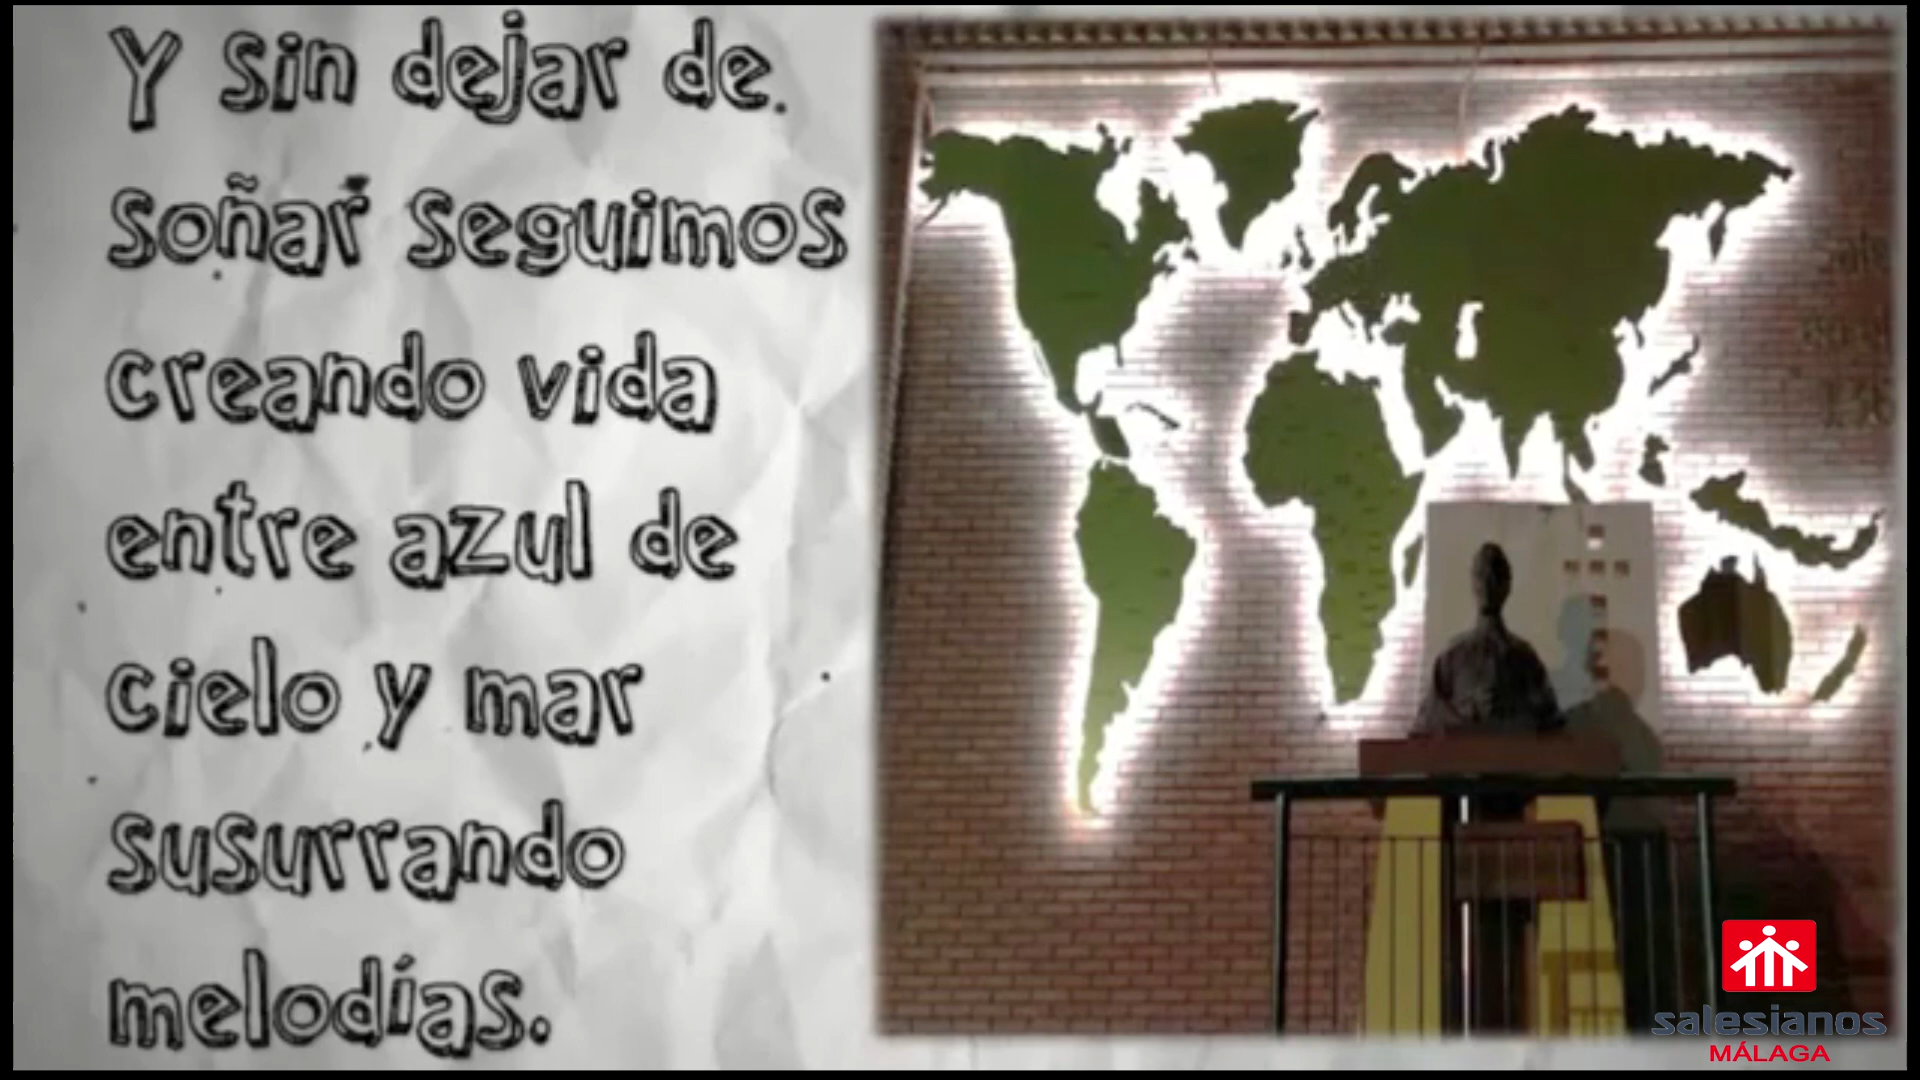 Y sin dejar de
soñar seguimos
creando vida
entre azul de
cielo y mar
susurrando
melodías.
salesianos
MÁLAGA